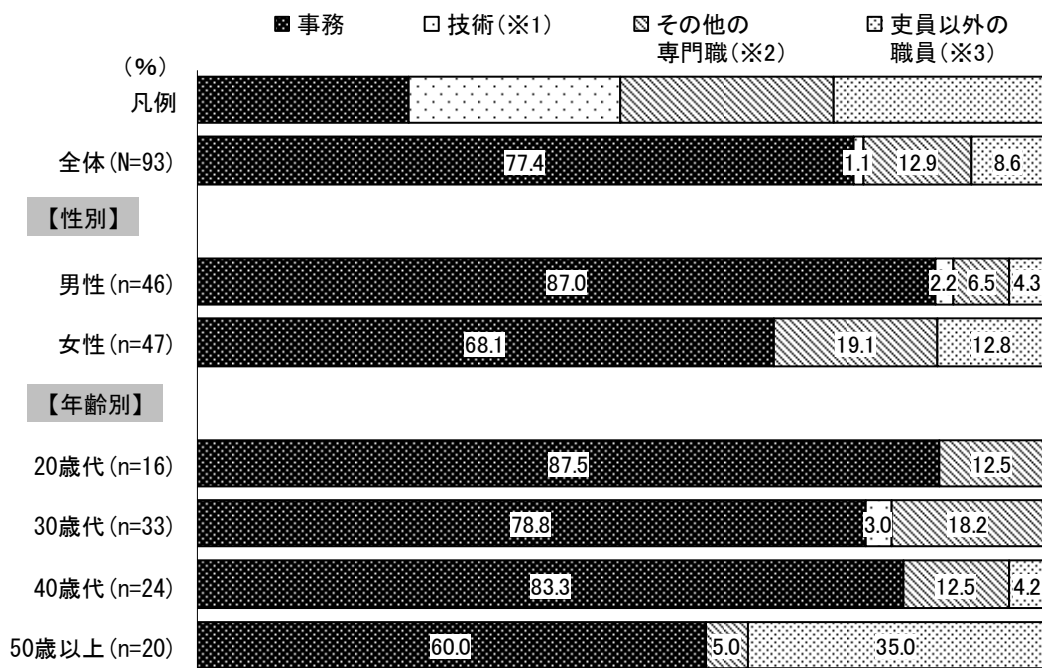 事務
技術(※1)
その他の
専門職(※2)
吏員以外の
職員(※3)
(%)
凡例
全体(N=93)
77.4
1.1
12.9
8.6
【性別】
男性(n=46)
87.0
2.2
6.5
4.3
女性(n=47)
68.1
19.1
12.8
【年齢別】
20歳代(n=16)
87.5
12.5
30歳代(n=33)
78.8
3.0
18.2
40歳代(n=24)
83.3
12.5
4.2
50歳以上(n=20)
60.0
5.0
35.0